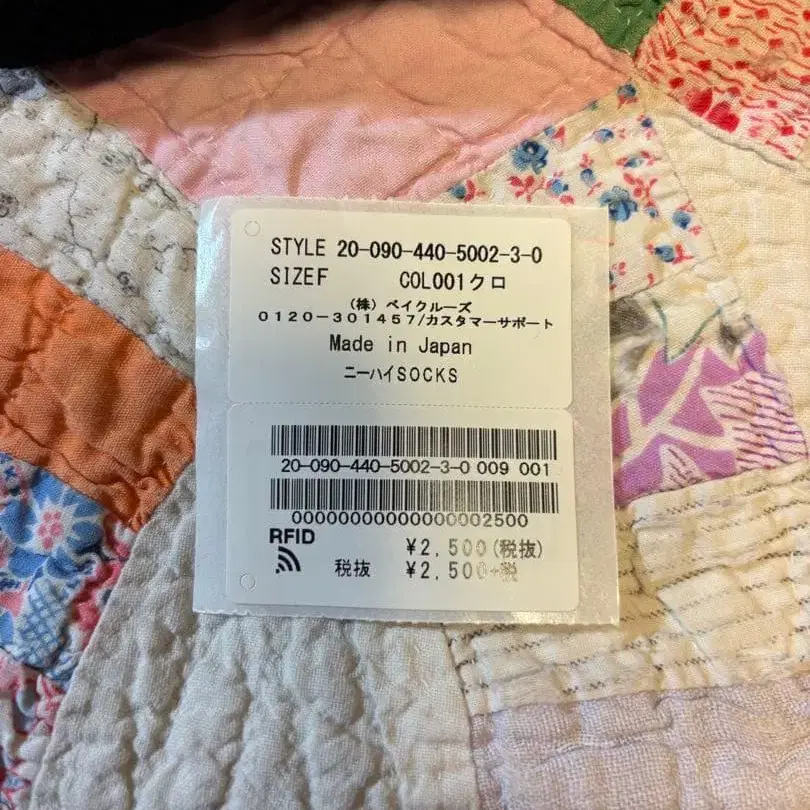 STYLE 20-090-440-5002-3-0
SIZEF COL001クロ
(株) ベイクルーズ
0120-301457/カスタマーサポート
Made in Japan
ニーハイSOCKS
20-090-440-5002-3-0 009 001
00000000000000002500
RFID
¥2,500(税抜)
税抜 ¥2,500+税